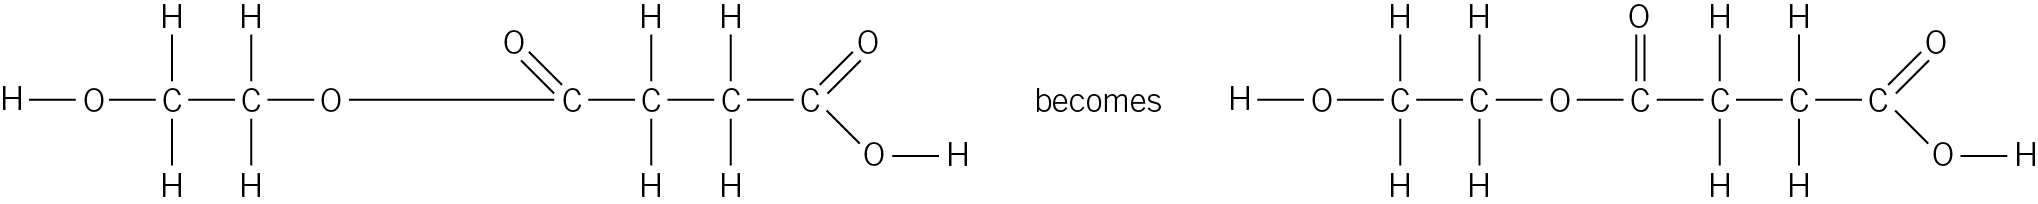 H H O H H O O H H O
H O C C O C C C C becomes H O C C O C C C C
O H O H
H H H H H H H H